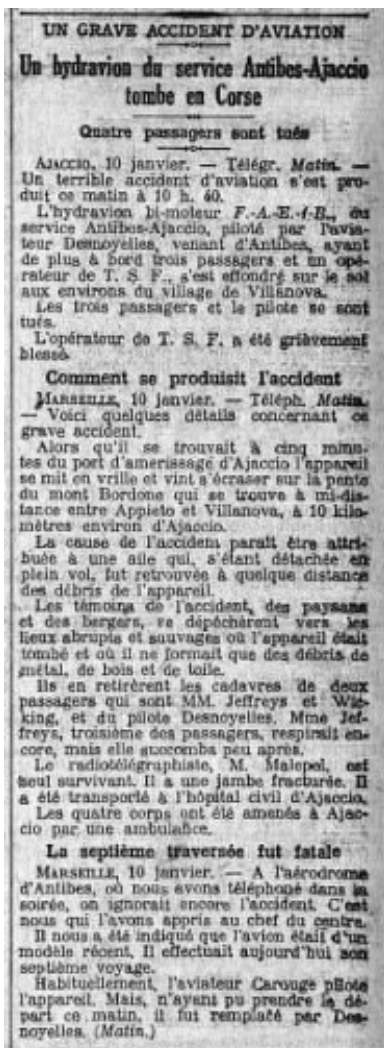 UN GRAVE ACCIDENT D'AVIATION
Un hydravion du service Antibes-Ajaccio
tombe en Corse
Quatre passagers sont tués
AJACCIO, 10 janvier. — Télégr. Matin. —
Un terrible accident d'aviation s'est pro-
duit ce matin à 10 h. 40.
L'hydravion bi-moteur F.-A.-E.-I-B., du
service Antibes-Ajaccio, piloté par l'avia-
teur Desnoyelles, venant d'Antibes, ayant
de plus à bord trois passagers et un opé-
rateur de T. S. F., s'est effondré sur le sol
aux environs du village de Villanova.
Les trois passagers et le pilote se sont
tués.
L'opérateur de T. S. F. a été grièvement
blessé.
Comment se produisit l'accident
MARSEILLE, 10 janvier. — Téléph. Matin.
— Voici quelques détails concernant ce
grave accident.
Alors qu'il se trouvait à cinq minu-
tes du port d'amerissage d'Ajaccio l'appareil
se mit en vrille et vint s'écraser sur la pente
du mont Bordone qui se trouve à mi-dis-
tance entre Appieto et Villanova, à 10 kilo-
mètres environ d'Ajaccio.
La cause de l'accident paraît être attri-
buée à une aile qui, s'étant détachée en
plein vol, fut retrouvée à quelque distance
des débris de l'appareil.
Les témoins de l'accident, des paysans
et des bergers, se dépêchèrent vers les
lieux abrupts et sauvages où l'appareil était
tombé et où il ne formait que des débris de
métal, de bois et de toile.
Ils en retirèrent les cadavres de deux
passagers qui sont MM. Jeffreys et Wic-
king, et du pilote Desnoyelles. Mme Jef-
freys, troisième des passagers, respirait en-
core, mais elle succomba peu après.
Le radiotélégraphiste, M. Malepel, est
seul survivant. Il a une jambe fracturée. Il
a été transporté à l'hôpital civil d'Ajaccio.
Les quatre corps ont été amenés à Ajac-
cio par une ambulance.
La septième traversée fut fatale
MARSEILLE, 10 janvier. — A l'aérodrome
d'Antibes, où nous avons téléphoné dans la
soirée, on ignorait encore l'accident. C'est
nous qui l'avons appris au chef du centre.
Il nous a été indiqué que l'avion était d'un
modèle récent. Il effectuait aujourd'hui son
septième voyage.
Habituellement, l'aviateur Carouge pilote
l'appareil. Mais, n'ayant pu prendre le dé-
part ce matin, il fut remplacé par Des-
noyelles. (Matin.)